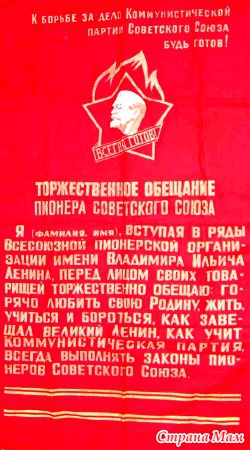 К борьбе за дело Коммунистической
партии Советского Союза
будь готов!
ВСЕГДА ГОТОВ!
ТОРЖЕСТВЕННОЕ ОБЕЩАНИЕ
ПИОНЕРА СОВЕТСКОГО СОЮЗА
Я (фамилия, имя), вступая в ряды
Всесоюзной пионерской органи-
зации имени Владимира Ильича
Ленина, перед лицом своих това-
рищей торжественно обещаю: го-
рячо любить свою Родину, жить,
учиться и бороться, как заве-
щал великий Ленин, как учит
Коммунистическая партия,
всегда выполнять законы пио-
неров Советского Союза.
Страна Мам